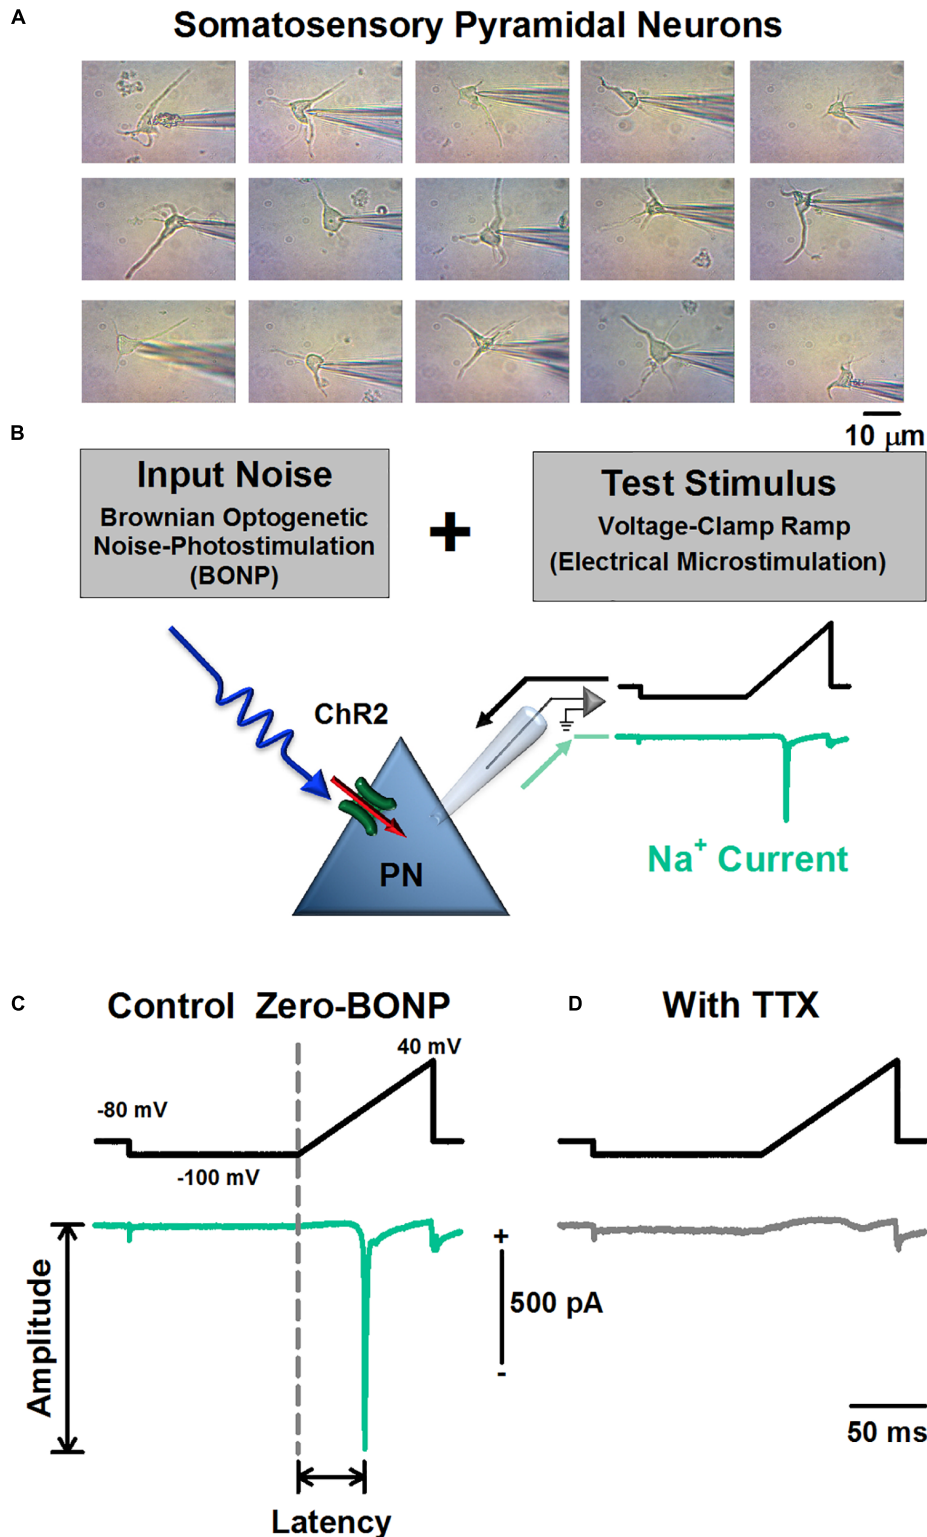 A
Somatosensory Pyramidal Neurons
10 μm
B
Input Noise
Brownian Optogenetic
Noise-Photostimulation
(BONP)
+
Test Stimulus
Voltage-Clamp Ramp
(Electrical Microstimulation)
ChR2
PN
Na+ Current
C
Control Zero-BONP
D
With TTX
40 mV
-80 mV
-100 mV
+
500 pA
-
Amplitude
50 ms
Latency